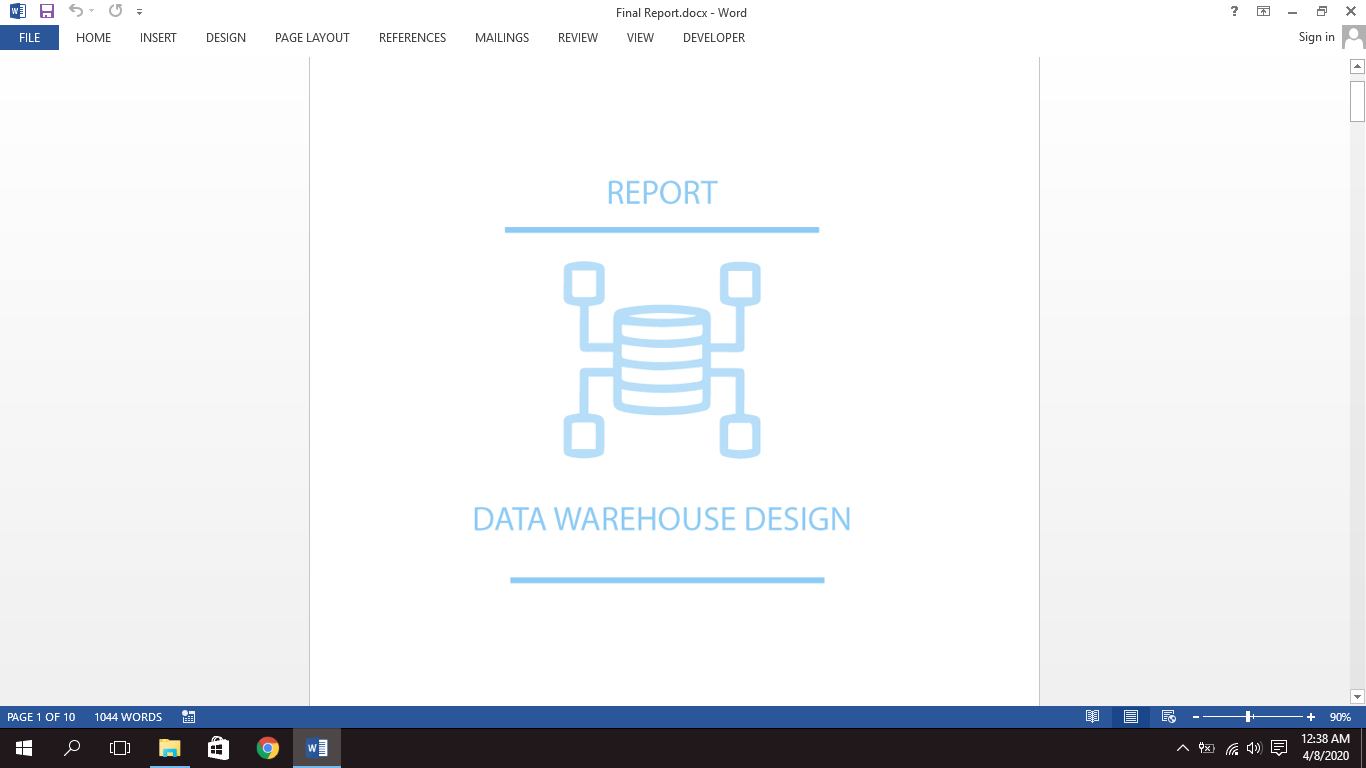 Final Report.docx - Word
?
FILE HOME INSERT DESIGN PAGE LAYOUT REFERENCES MAILINGS REVIEW VIEW DEVELOPER Sign in
REPORT
DATA WAREHOUSE DESIGN
PAGE 1 OF 10 1044 WORDS 90%
12:38 AM
4/8/2020